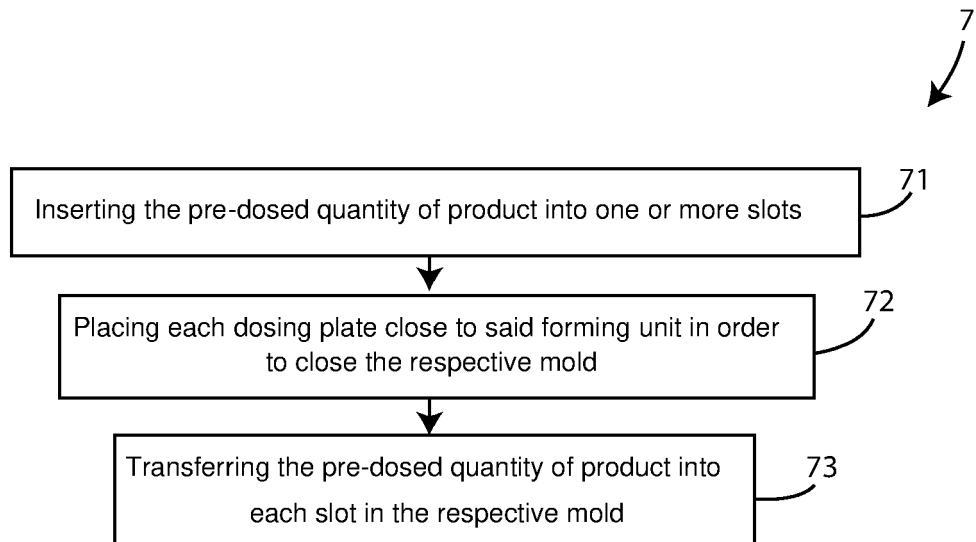 7
71
Inserting the pre-dosed quantity of product into one or more slots
72
Placing each dosing plate close to said forming unit in order
to close the respective mold
73
Transferring the pre-dosed quantity of product into
each slot in the respective mold